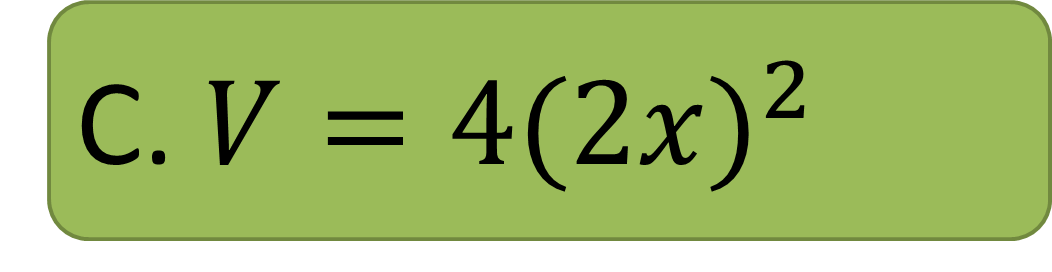 C. V = 4(2x)²